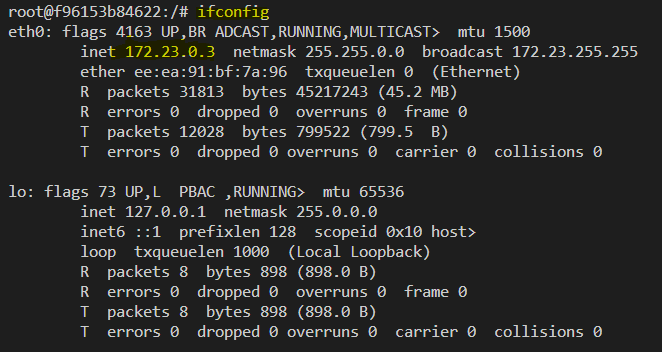 root@f96153b84622:/# ifconfig
eth0: flags 4163 UP,BR ADCAST,RUNNING,MULTICAST>  mtu 1500
        inet 172.23.0.3  netmask 255.255.0.0  broadcast 172.23.255.255
        ether ee:ea:91:bf:7a:96  txqueuelen 0  (Ethernet)
        R  packets 31813  bytes 45217243 (45.2 MB)
        R  errors 0  dropped 0  overruns 0  frame 0
        T  packets 12028  bytes 799522 (799.5  B)
        T  errors 0  dropped 0 overruns 0  carrier 0  collisions 0

lo: flags 73 UP,L  PBAC ,RUNNING>  mtu 65536
        inet 127.0.0.1  netmask 255.0.0.0
        inet6 ::1  prefixlen 128  scopeid 0x10 host>
        loop  txqueuelen 1000  (Local Loopback)
        R  packets 8  bytes 898 (898.0 B)
        R  errors 0  dropped 0  overruns 0  frame 0
        T  packets 8  bytes 898 (898.0 B)
        T  errors 0  dropped 0 overruns 0  carrier 0  collisions 0